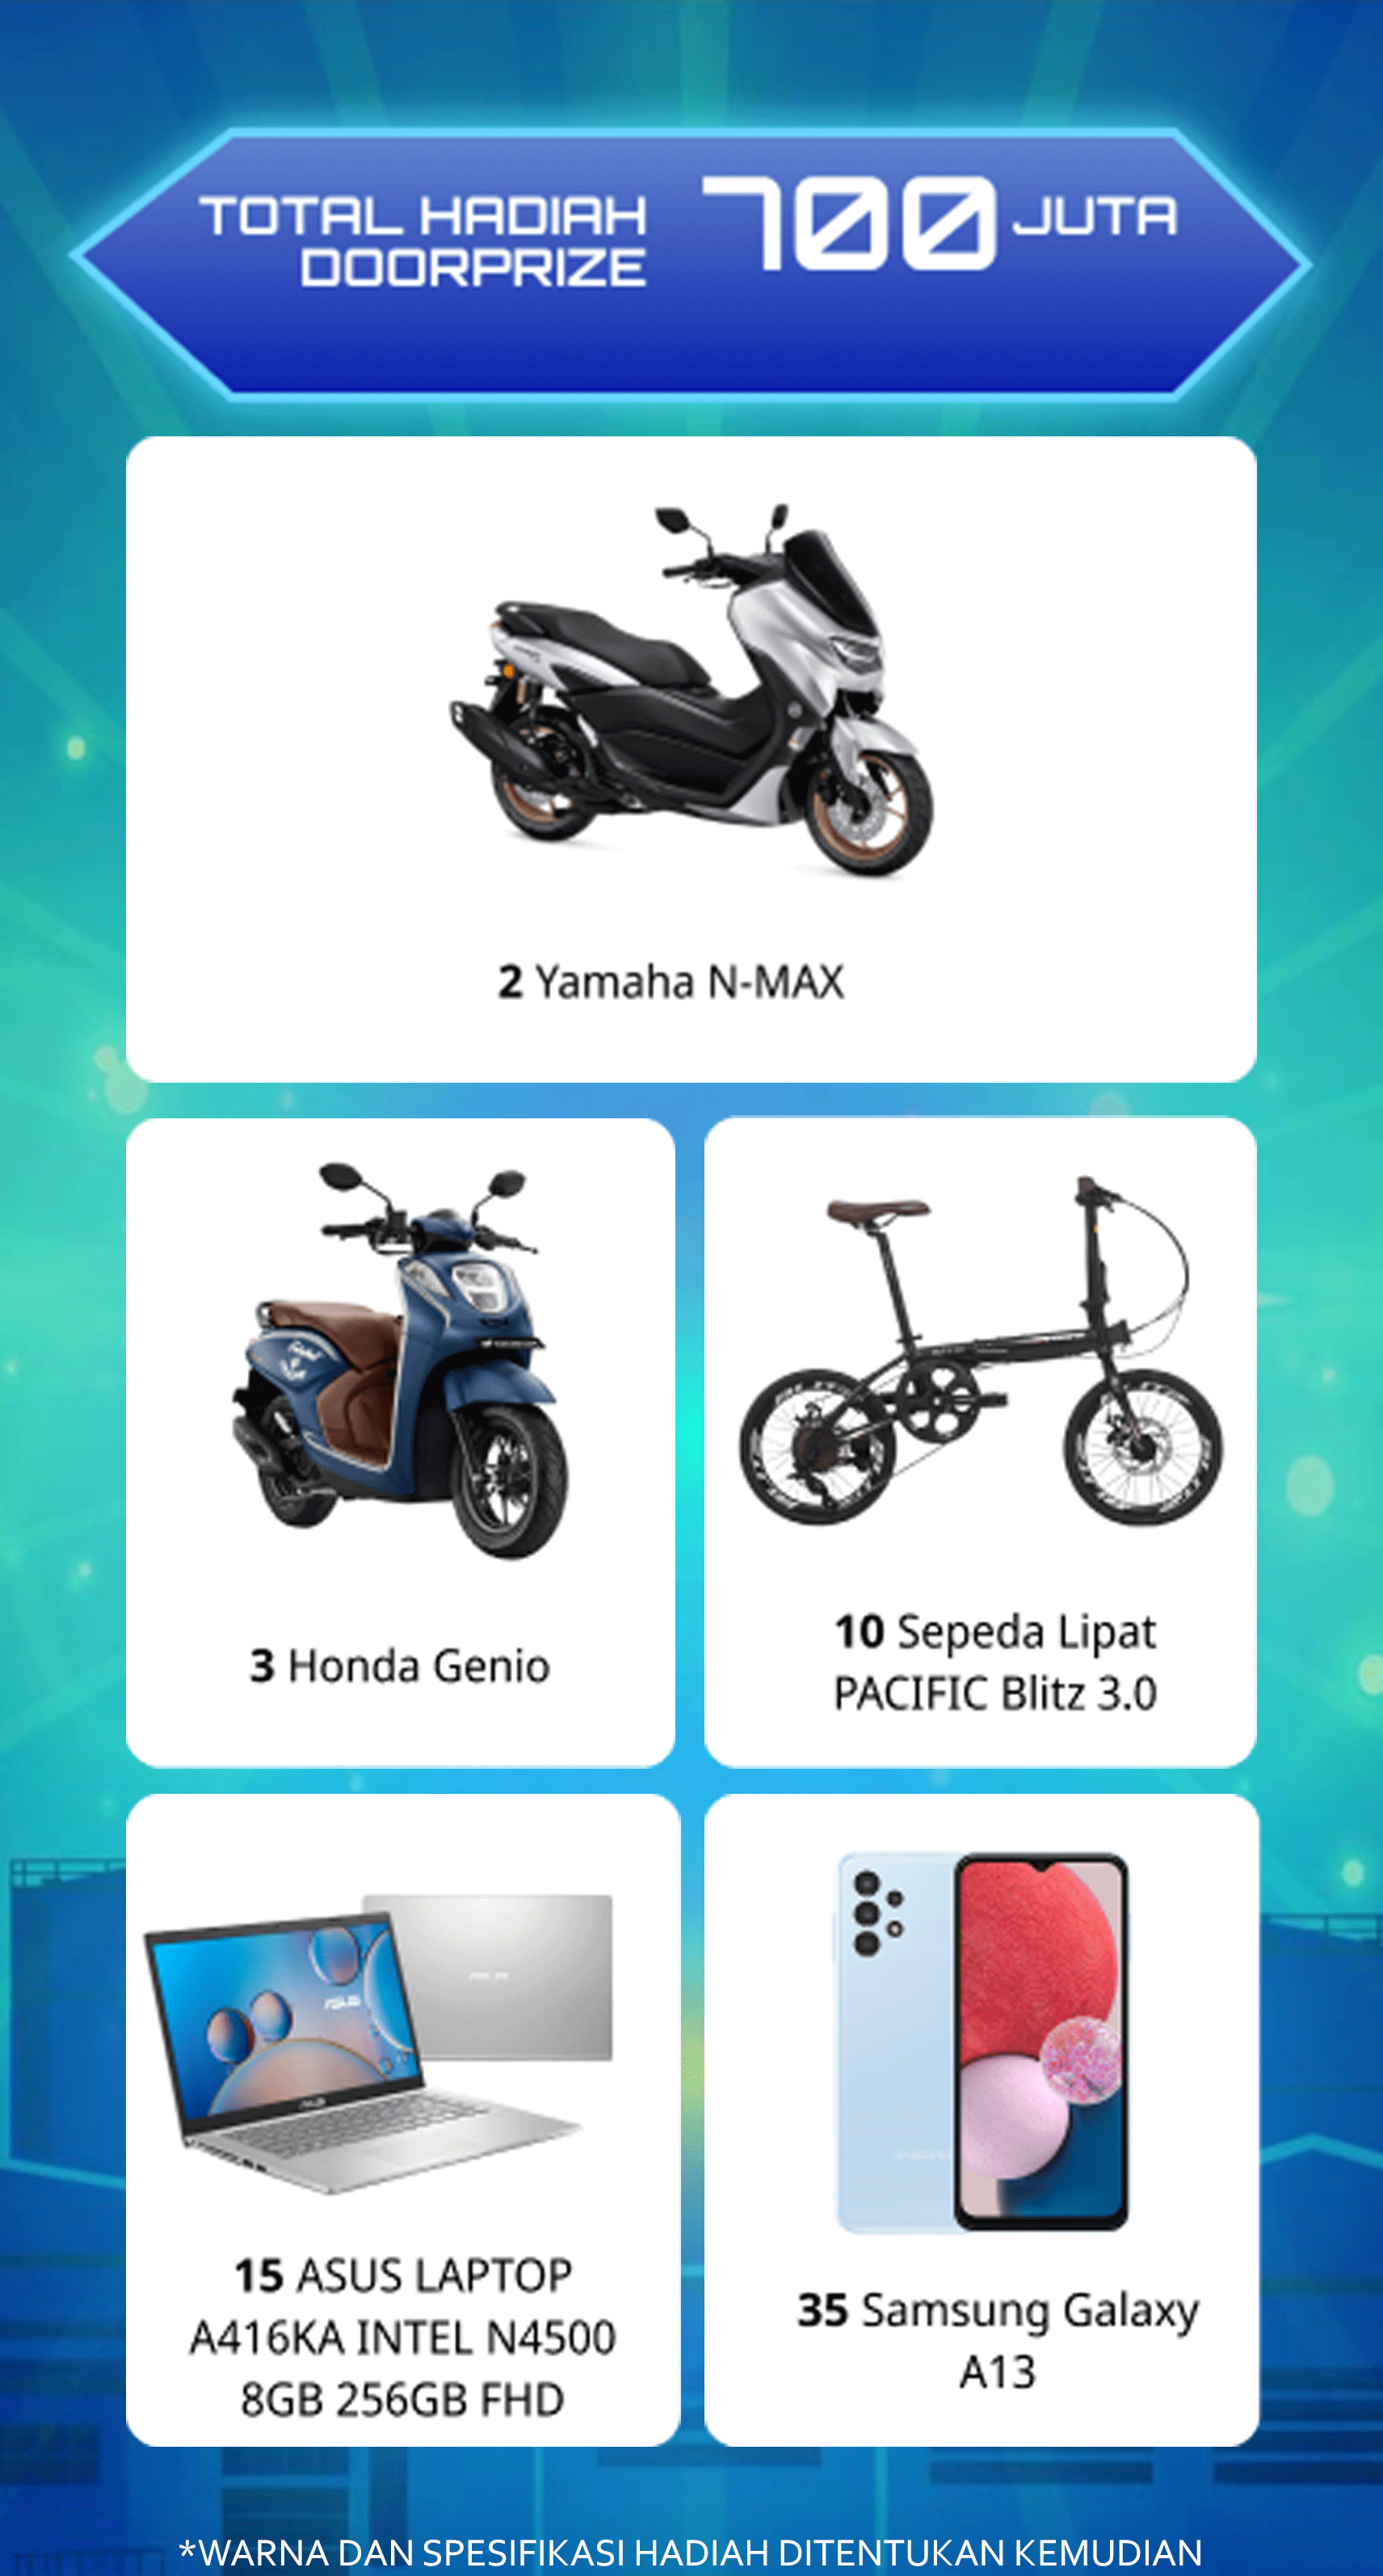 TOTAL HADIAH
DOORPRIZE
700 JUTA
2 Yamaha N-MAX
3 Honda Genio
10 Sepeda Lipat
PACIFIC Blitz 3.0
15 ASUS LAPTOP
A416KA INTEL N4500
8GB 256GB FHD
35 Samsung Galaxy
A13
*WARNA DAN SPESIFIKASI HADIAH DITENTUKAN KEMUDIAN